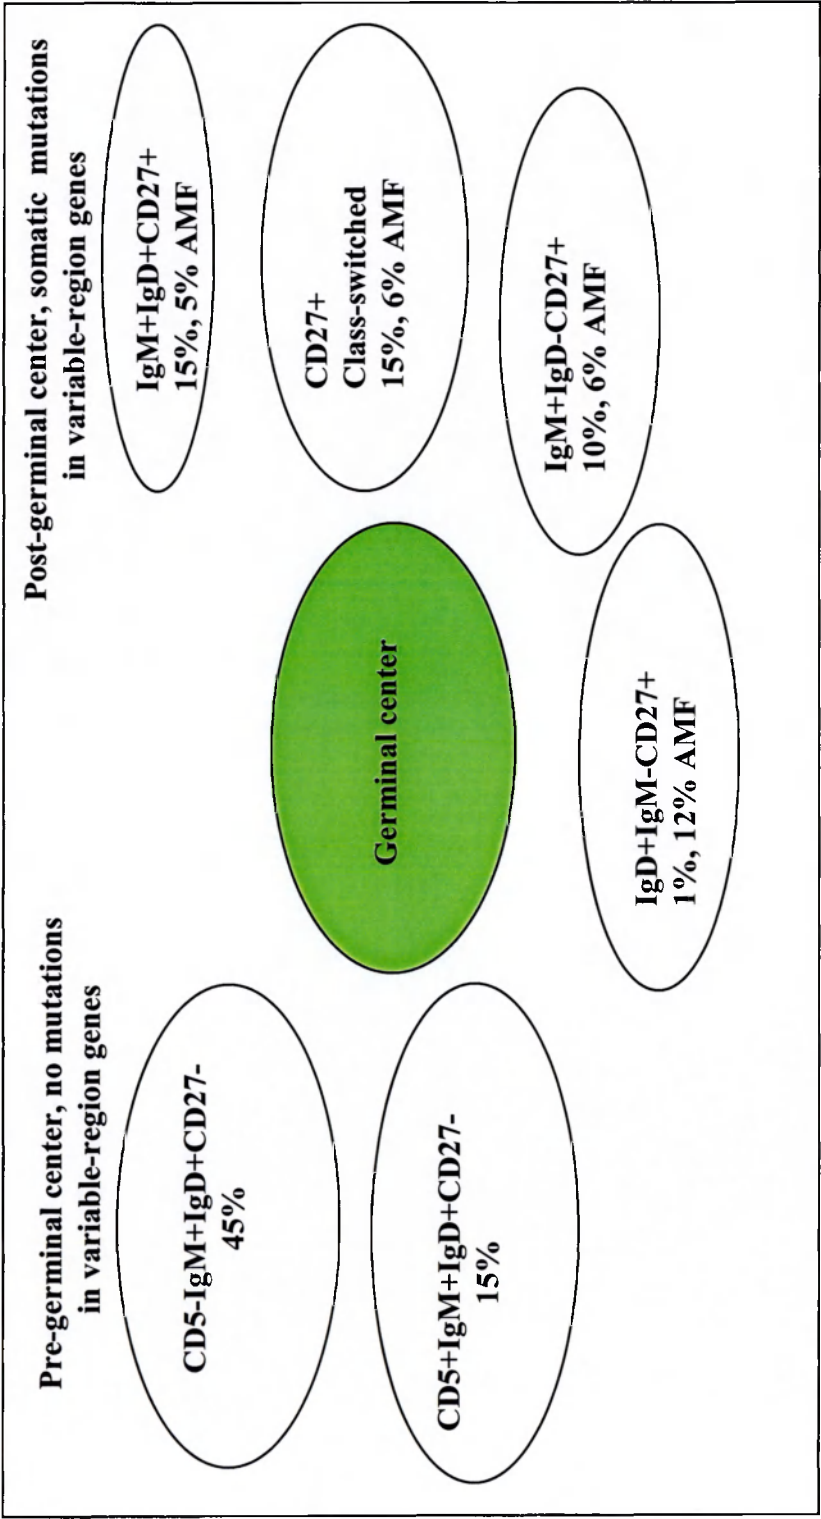 Pre-germinal center, no mutations
in variable-region genes
CD5-IgM+IgD+CD27-
45%
CD5+IgM+IgD+CD27-
15%
Germinal center
IgD+IgM-CD27+
1%, 12% AMF
Post-germinal center, somatic mutations
in variable-region genes
IgM+IgD+CD27+
15%, 5% AMF
CD27+
Class-switched
15%, 6% AMF
IgM+IgD-CD27+
10%, 6% AMF